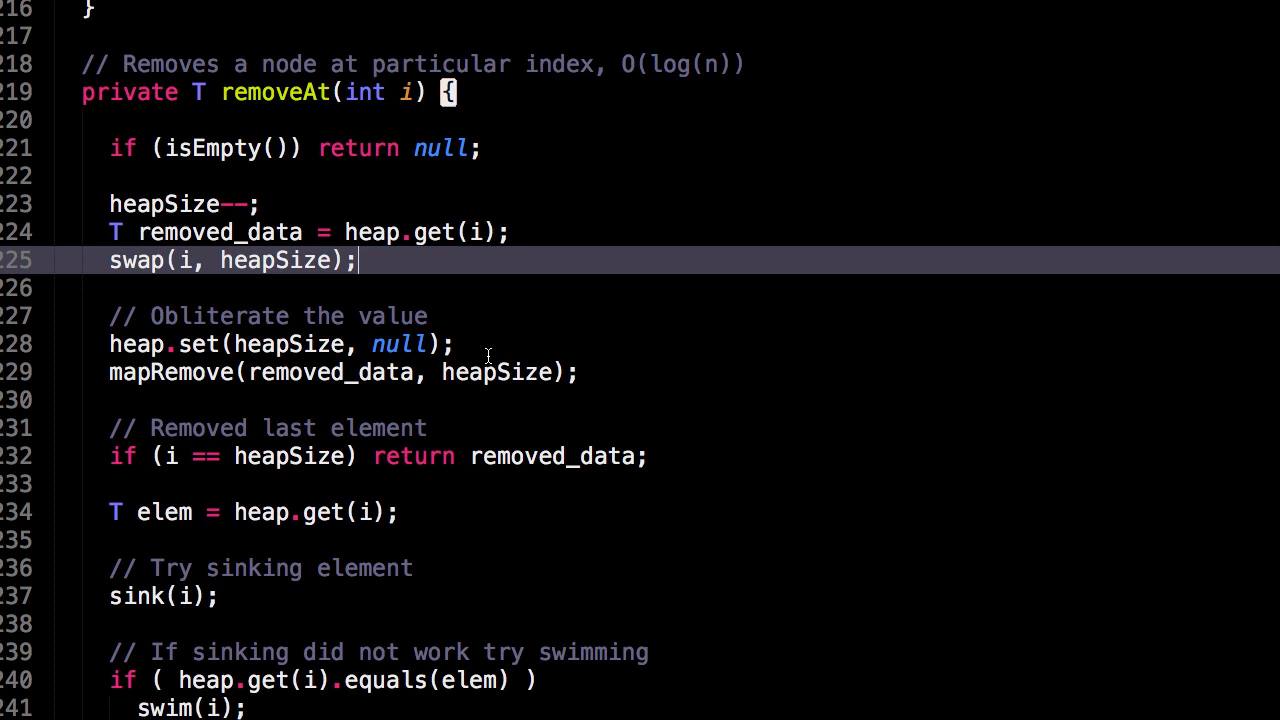 216 }
217
218 // Removes a node at particular index, O(log(n))
219 private T removeAt(int i) {
220
221 if (isEmpty()) return null;
222
223 heapSize--;
224 T removed_data = heap.get(i);
225 swap(i, heapSize);
226
227 // Obliterate the value
228 heap.set(heapSize, null);
229 mapRemove(removed_data, heapSize);
230
231 // Removed last element
232 if (i == heapSize) return removed_data;
233
234 T elem = heap.get(i);
235
236 // Try sinking element
237 sink(i);
238
239 // If sinking did not work try swimming
240 if ( heap.get(i).equals(elem) )
241 swim(i);